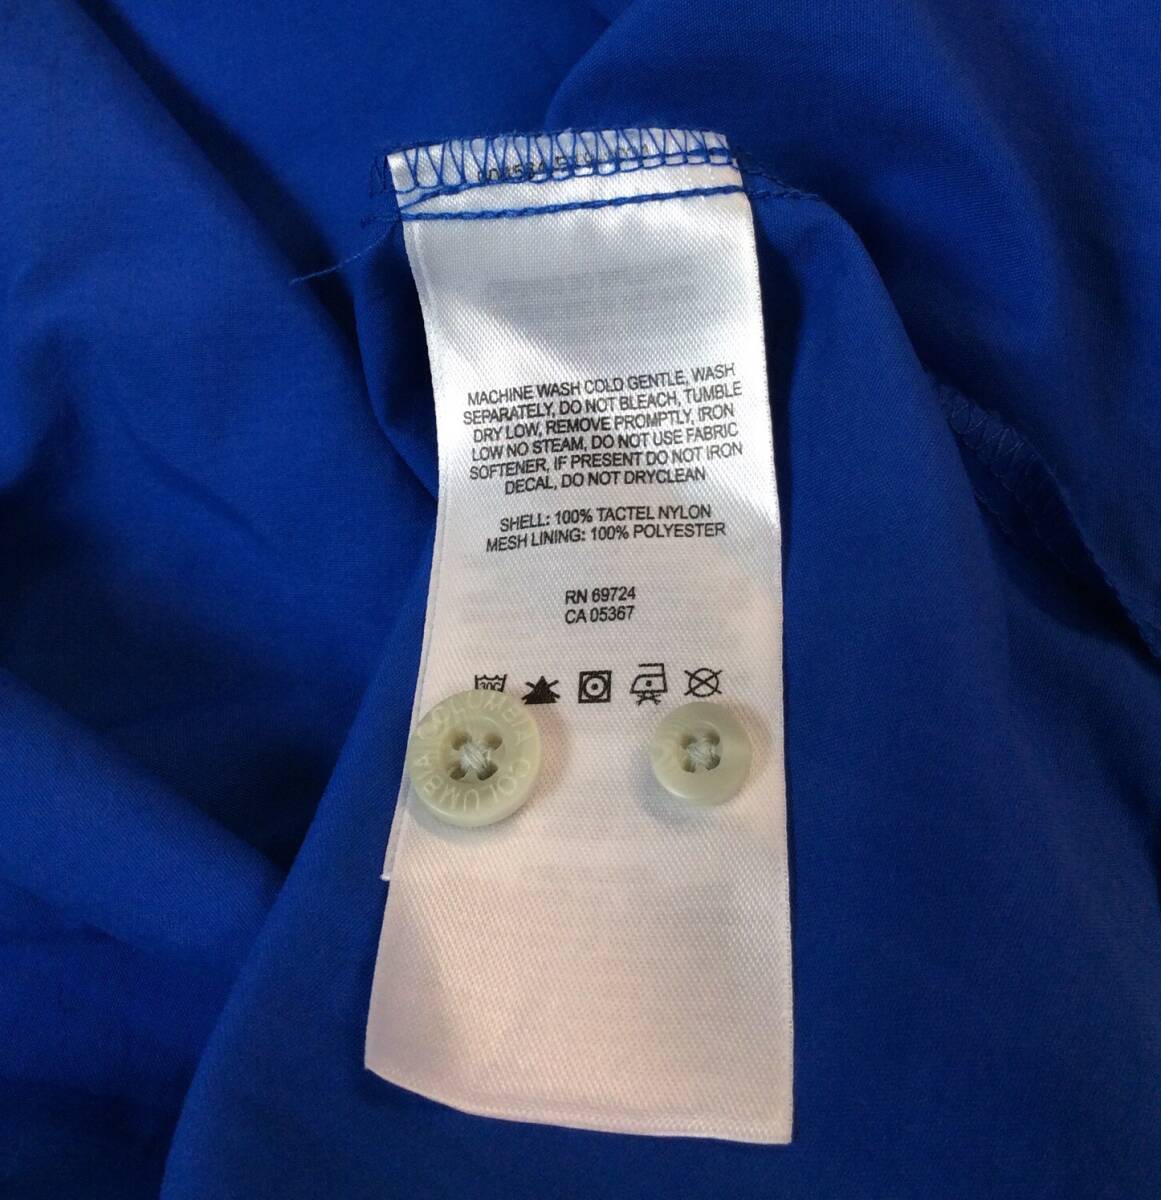 MACHINE WASH COLD GENTLE, WASH
SEPARATELY, DO NOT BLEACH, TUMBLE
DRY LOW, REMOVE PROMPTLY, IRON
LOW NO STEAM, DO NOT USE FABRIC
SOFTENER, IF PRESENT DO NOT IRON
DECAL, DO NOT DRYCLEAN
SHELL: 100% TACTEL NYLON
MESH LINING: 100% POLYESTER
RN 69724
CA 05367
30C
COLUMBIA COLUMBIA